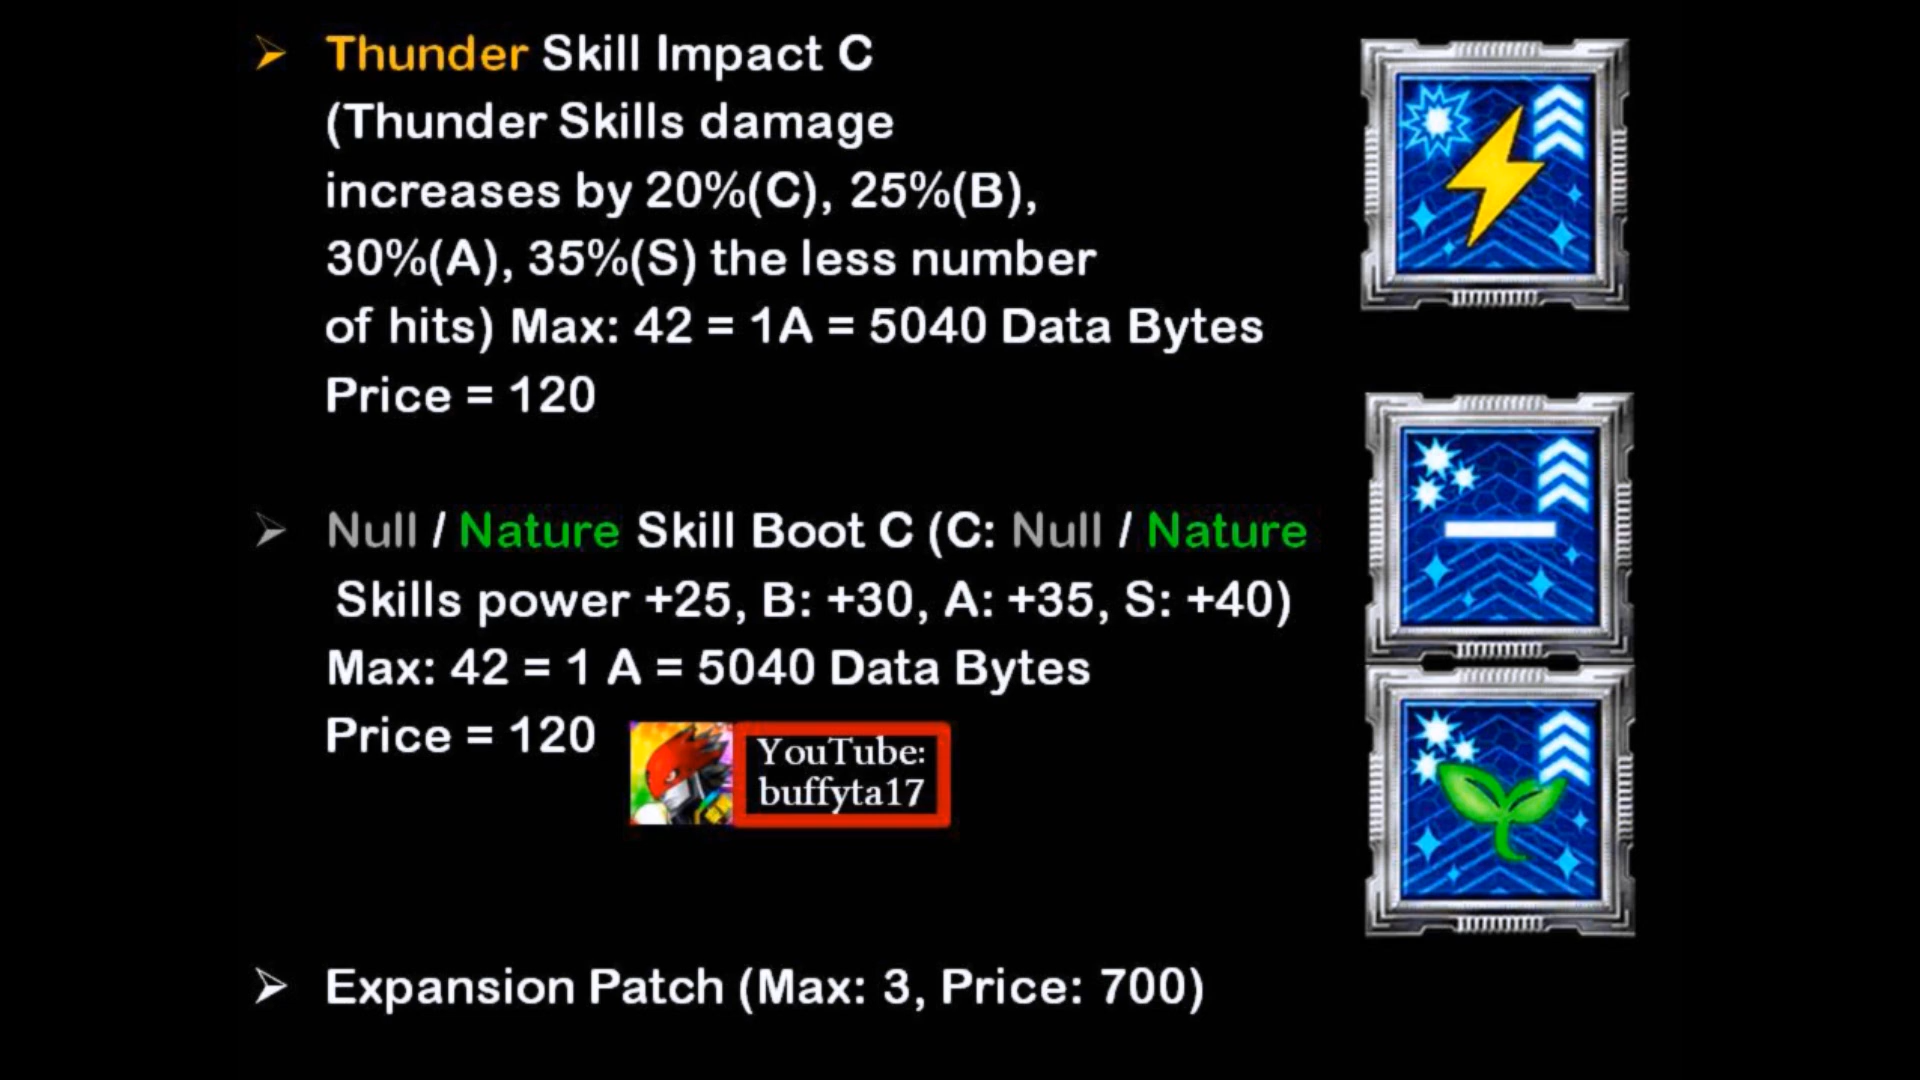 Thunder Skill Impact C
(Thunder Skills damage
increases by 20%(C), 25%(B),
30%(A), 35%(S) the less number
of hits) Max: 42 = 1A = 5040 Data Bytes
Price = 120
Null / Nature Skill Boot C (C: Null / Nature
Skills power +25, B: +30, A: +35, S: +40)
Max: 42 = 1 A = 5040 Data Bytes
Price = 120
YouTube:
buffyta17
Expansion Patch (Max: 3, Price: 700)